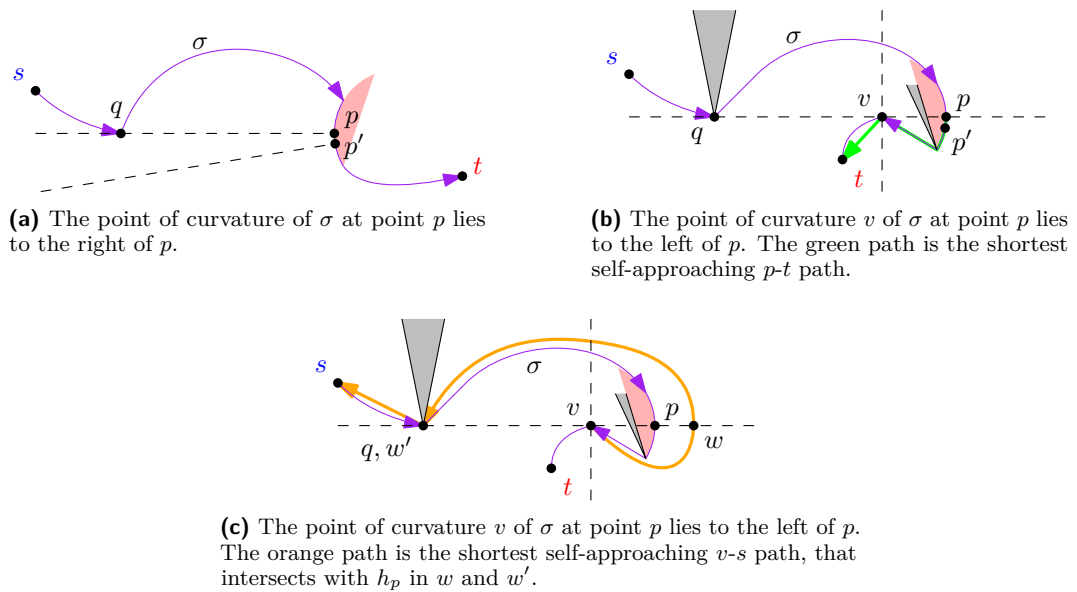 s
σ
q
p
p′
t
(a) The point of curvature of σ at point p lies
to the right of p.
s
σ
v
p
q
p′
t
(b) The point of curvature v of σ at point p lies
to the left of p. The green path is the shortest
self-approaching p-t path.
s
σ
v
p
q, w′
w
t
(c) The point of curvature v of σ at point p lies to the left of p.
The orange path is the shortest self-approaching v-s path, that
intersects with hₚ in w and w′.